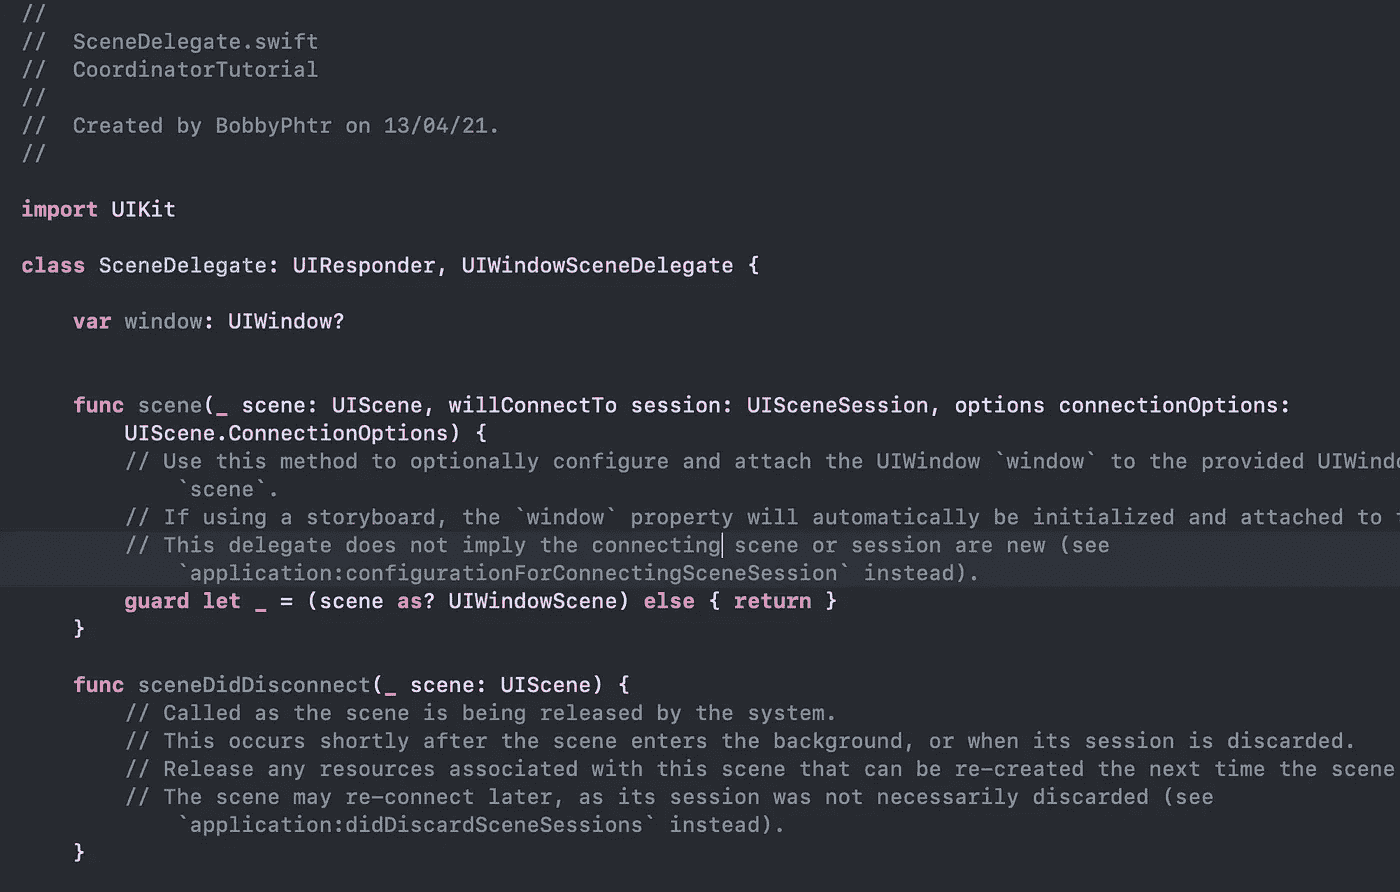 //
//  SceneDelegate.swift
//  CoordinatorTutorial
//
//  Created by BobbyPhtr on 13/04/21.
//
import UIKit
class SceneDelegate: UIResponder, UIWindowSceneDelegate {
var window: UIWindow?
func scene(_ scene: UIScene, willConnectTo session: UISceneSession, options connectionOptions:
UIScene.ConnectionOptions) {
// Use this method to optionally configure and attach the UIWindow `window` to the provided
`scene`.
// If using a storyboard, the `window` property will automatically be initialized and attached to
// This delegate does not imply the connecting scene or session are new (see
`application:configurationForConnectingSceneSession` instead).
guard let _ = (scene as? UIWindowScene) else { return }
}
func sceneDidDisconnect(_ scene: UIScene) {
// Called as the scene is being released by the system.
// This occurs shortly after the scene enters the background, or when its session is discarded.
// Release any resources associated with this scene that can be re-created the next time the scene
// The scene may re-connect later, as its session was not necessarily discarded (see
`application:didDiscardSceneSessions` instead).
}